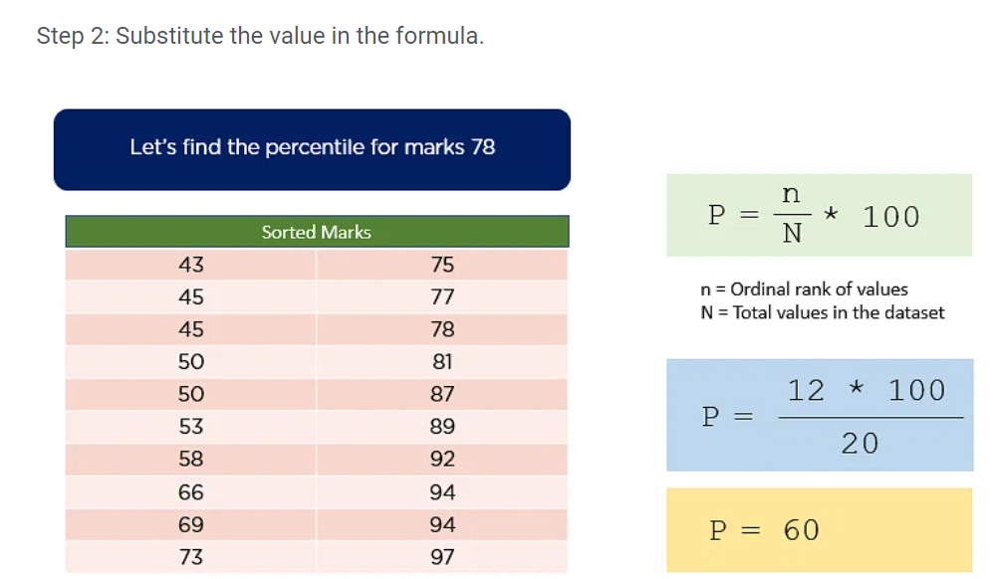 Step 2: Substitute the value in the formula.
Let's find the percentile for marks 78
Sorted Marks
43 75
45 77
45 78
50 81
50 87
53 89
58 92
66 94
69 94
73 97
P = n/N * 100
n = Ordinal rank of values
N = Total values in the dataset
P = 12 * 100 / 20
P = 60